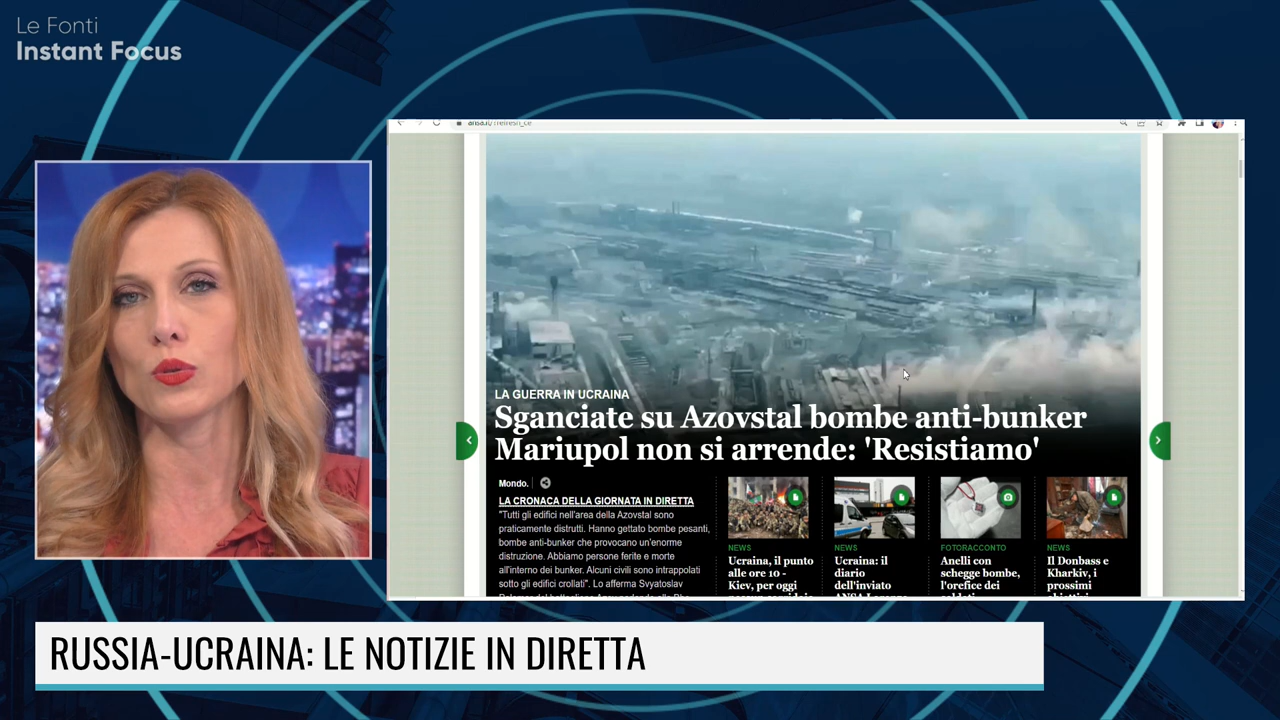 Le Fonti
Instant Focus
LA GUERRA IN UCRAINA
Sganciate su Azovstal bombe anti-bunker
Mariupol non si arrende: 'Resistiamo'
Mondo.
LA CRONACA DELLA GIORNATA IN DIRETTA
"Tutti gli edifici nell'area della Azovstal sono
praticamente distrutti. Hanno gettato bombe pesanti,
bombe anti-bunker che provocano un'enorme
distruzione. Abbiamo persone ferite e morte
all'interno dei bunker. Alcuni civili sono intrappolati
sotto gli edifici crollati". Lo afferma Svyatoslav
NEWS
Ucraina, il punto
alle ore 10 -
Kiev, per oggi
NEWS
Ucraina: il
diario
dell'inviato
FOTORACCONTO
Anelli con
schegge bombe,
l'orefice dei
NEWS
Il Donbass e
Kharkiv, i
prossimi
RUSSIA-UCRAINA: LE NOTIZIE IN DIRETTA